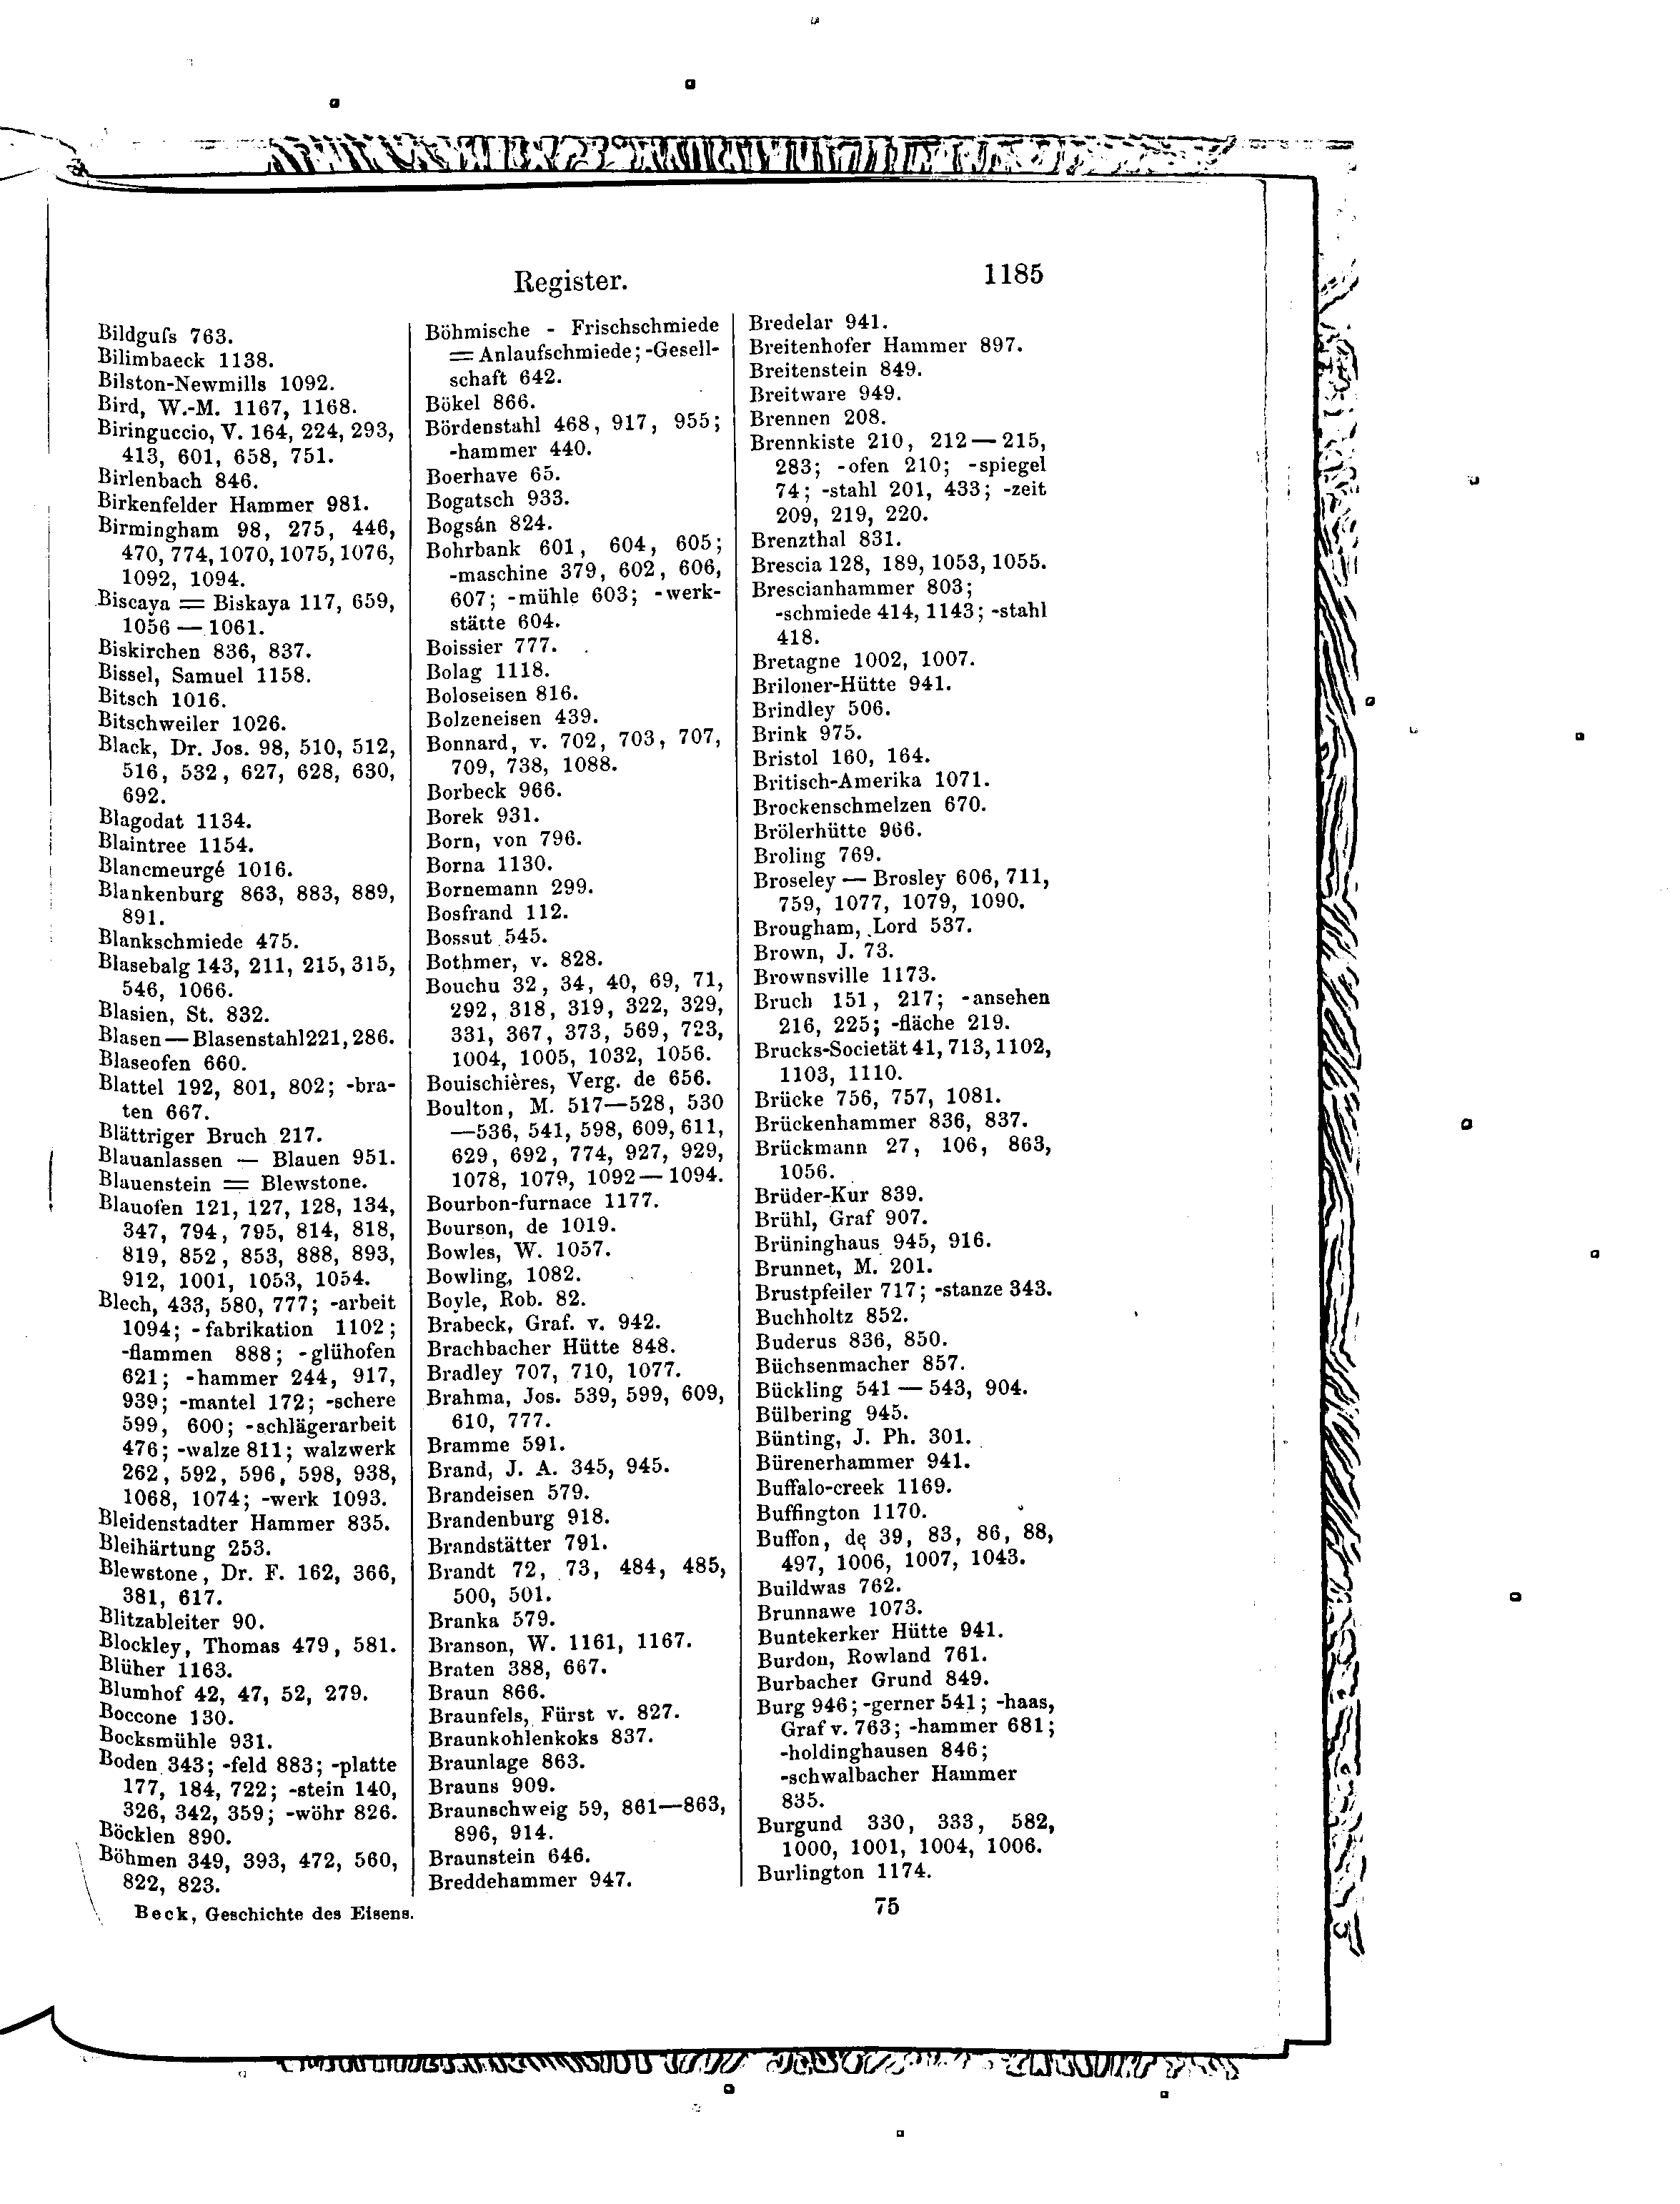 Register.
1185
Bildguſs 763.
Bilimbaeck 1138.
Bilston-Newmills 1092.
Bird, W.-M. 1167, 1168.
Biringuccio, V. 164, 224, 293,
413, 601, 658, 751.
Birlenbach 846.
Birkenfelder Hammer 981.
Birmingham 98, 275, 446,
470, 774, 1070, 1075, 1076,
1092, 1094.
Biscaya = Biskaya 117, 659,
1056 — 1061.
Biskirchen 836, 837.
Bissel, Samuel 1158.
Bitsch 1016.
Bitschweiler 1026.
Black, Dr. Jos. 98, 510, 512,
516, 532, 627, 628, 630,
692.
Blagodat 1134.
Blaintree 1154.
Blancmeurgé 1016.
Blankenburg 863, 883, 889,
891.
Blankschmiede 475.
Blasebalg 143, 211, 215, 315,
546, 1066.
Blasien, St. 832.
Blasen — Blasenstahl 221, 286.
Blaseofen 660.
Blattel 192, 801, 802; -bra-
ten 667.
Blättriger Bruch 217.
Blauanlassen — Blauen 951.
Blauenstein = Blewstone.
Blauofen 121, 127, 128, 134,
347, 794, 795, 814, 818,
819, 852, 853, 888, 893,
912, 1001, 1053, 1054.
Blech, 433, 580, 777; -arbeit
1094; -fabrikation 1102;
-flammen 888; -glühofen
621; -hammer 244, 917,
939; -mantel 172; -schere
599, 600; -schlägerarbeit
476; -walze 811; walzwerk
262, 592, 596, 598, 938,
1068, 1074; -werk 1093.
Bleidenstadter Hammer 835.
Bleihärtung 253.
Blewstone, Dr. F. 162, 366,
381, 617.
Blitzableiter 90.
Blockley, Thomas 479, 581.
Blüher 1163.
Blumhof 42, 47, 52, 279.
Boccone 130.
Bocksmühle 931.
Boden 343; -feld 883; -platte
177, 184, 722; -stein 140,
326, 342, 359; -wöhr 826.
Böcklen 890.
Böhmen 349, 393, 472, 560,
822, 823.
Böhmische - Frischschmiede
= Anlaufschmiede; -Gesell-
schaft 642.
Bökel 866.
Bördenstahl 468, 917, 955;
-hammer 440.
Boerhave 65.
Bogatsch 933.
Bogsán 824.
Bohrbank 601, 604, 605;
-maschine 379, 602, 606,
607; -mühle 603; -werk-
stätte 604.
Boissier 777.
Bolag 1118.
Boloseisen 816.
Bolzeneisen 439.
Bonnard, v. 702, 703, 707,
709, 738, 1088.
Borbeck 966.
Borek 931.
Born, von 796.
Borna 1130.
Bornemann 299.
Bosfrand 112.
Bossut 545.
Bothmer, v. 828.
Bouchu 32, 34, 40, 69, 71,
292, 318, 319, 322, 329,
331, 367, 373, 569, 723,
1004, 1005, 1032, 1056.
Bouischières, Verg. de 656.
Boulton, M. 517—528, 530
—536, 541, 598, 609, 611,
629, 692, 774, 927, 929,
1078, 1079, 1092 — 1094.
Bourbon-furnace 1177.
Bourson, de 1019.
Bowles, W. 1057.
Bowling, 1082.
Boyle, Rob. 82.
Brabeck, Graf. v. 942.
Brachbacher Hütte 848.
Bradley 707, 710, 1077.
Brahma, Jos. 539, 599, 609,
610, 777.
Bramme 591.
Brand, J. A. 345, 945.
Brandeisen 579.
Brandenburg 918.
Brandstätter 791.
Brandt 72, 73, 484, 485,
500, 501.
Branka 579.
Branson, W. 1161, 1167.
Braten 388, 667.
Braun 866.
Braunfels, Fürst v. 827.
Braunkohlenkoks 837.
Braunlage 863.
Brauns 909.
Braunschweig 59, 861—863,
896, 914.
Braunstein 646.
Breddehammer 947.
Bredelar 941.
Breitenhofer Hammer 897.
Breitenstein 849.
Breitware 949.
Brennen 208.
Brennkiste 210, 212 — 215,
283; -ofen 210; -spiegel
74; -stahl 201, 433; -zeit
209, 219, 220.
Brenzthal 831.
Brescia 128, 189, 1053, 1055.
Brescianhammer 803;
-schmiede 414, 1143; -stahl
418.
Bretagne 1002, 1007.
Briloner-Hütte 941.
Brindley 506.
Brink 975.
Bristol 160, 164.
Britisch-Amerika 1071.
Brockenschmelzen 670.
Brölerhütte 966.
Broling 769.
Broseley — Brosley 606, 711,
759, 1077, 1079, 1090.
Brougham, Lord 537.
Brown, J. 73.
Brownsville 1173.
Bruch 151, 217; -ansehen
216, 225; -fläche 219.
Brucks-Societät 41, 713, 1102,
1103, 1110.
Brücke 756, 757, 1081.
Brückenhammer 836, 837.
Brückmann 27, 106, 863,
1056.
Brüder-Kur 839.
Brühl, Graf 907.
Brüninghaus 945, 916.
Brunnet, M. 201.
Brustpfeiler 717; -stanze 343.
Buchholtz 852.
Buderus 836, 850.
Büchsenmacher 857.
Bückling 541 — 543, 904.
Bülbering 945.
Bünting, J. Ph. 301.
Bürenerhammer 941.
Buffalo-creek 1169.
Buffington 1170.
Buffon, de 39, 83, 86, 88,
497, 1006, 1007, 1043.
Buildwas 762.
Brunnawe 1073.
Buntekerker Hütte 941.
Burdon, Rowland 761.
Burbacher Grund 849.
Burg 946; -gerner 541; -haas,
Graf v. 763; -hammer 681;
-holdinghausen 846;
-schwalbacher Hammer
835.
Burgund 330, 333, 582,
1000, 1001, 1004, 1006.
Burlington 1174.
Beck, Geschichte des Eisens.
75